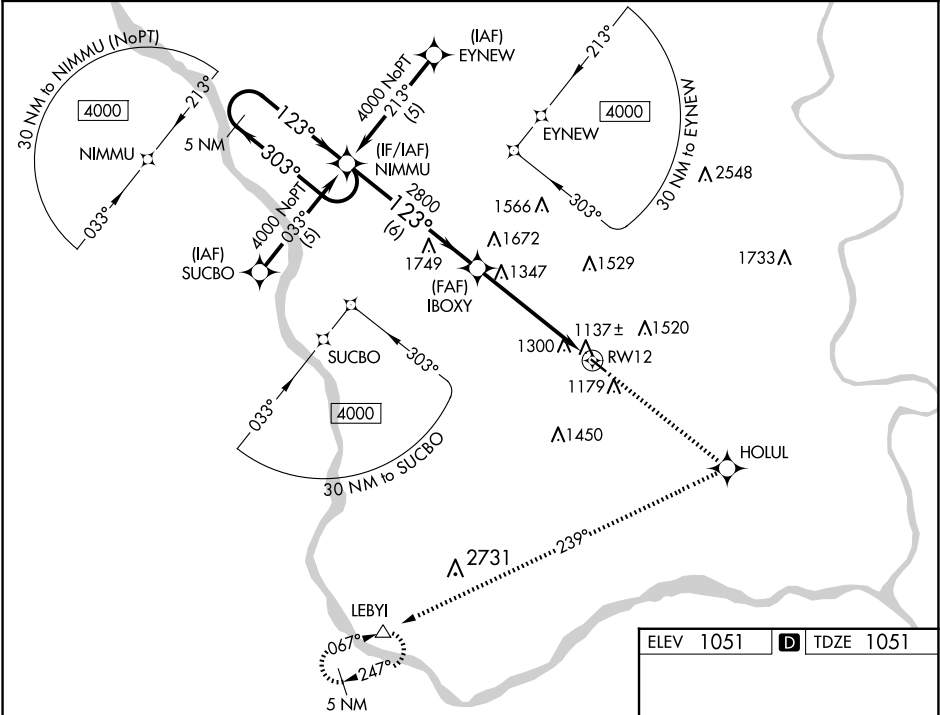 30 NM to NIMMU (NoPT)
4000
213°
NIMMU
033°
5 NM
123°
303°
(IAF)
EYNEW
4000 NoPT
213°
(5)
(IF/IAF)
NIMMU
4000 NoPT
033°
(5)
(IAF)
SUCBO
2800
123°
(6)
213°
4000
EYNEW
303°
30 NM to EYNEW
2548
1566
1672
1749
1347
1529
1733
(FAF)
IBOXY
1137±
1520
1300
RW12
1179
1450
SUCBO
303°
033°
4000
30 NM to SUCBO
HOLUL
239°
2731
LEBYI
067°
247°
5 NM
ELEV 1051 D TDZE 1051